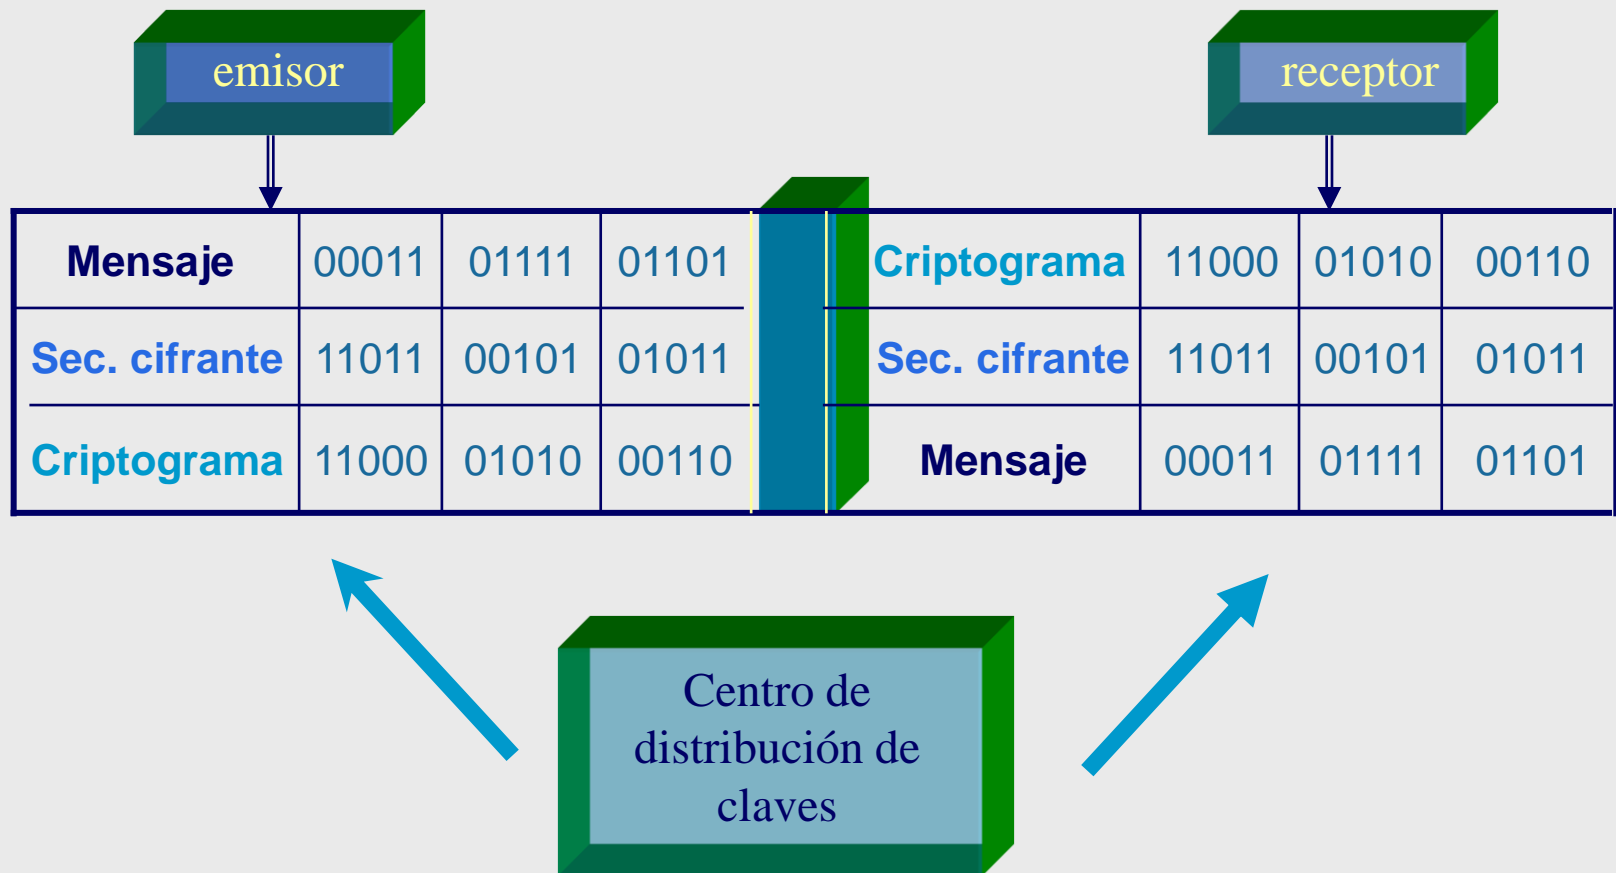 emisor
receptor
Mensaje 00011 01111 01101
Sec. cifrante 11011 00101 01011
Criptograma 11000 01010 00110
Criptograma 11000 01010 00110
Sec. cifrante 11011 00101 01011
Mensaje 00011 01111 01101
Centro de
distribución de
claves